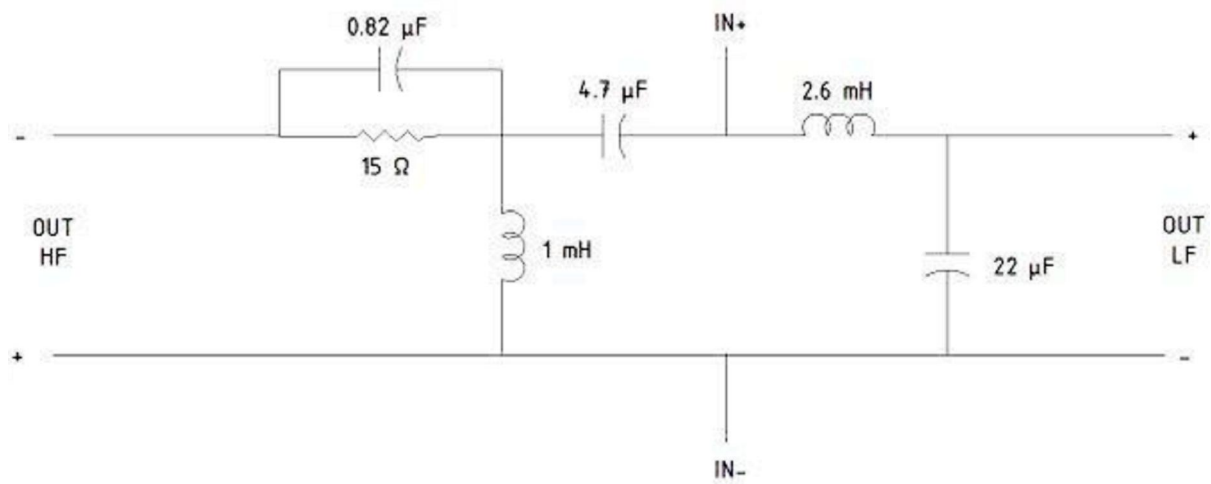 0.82 µF
IN+
4.7 µF
2.6 mH
-
+
15 Ω
OUT
HF
1 mH
OUT
LF
22 µF
+
-
IN-